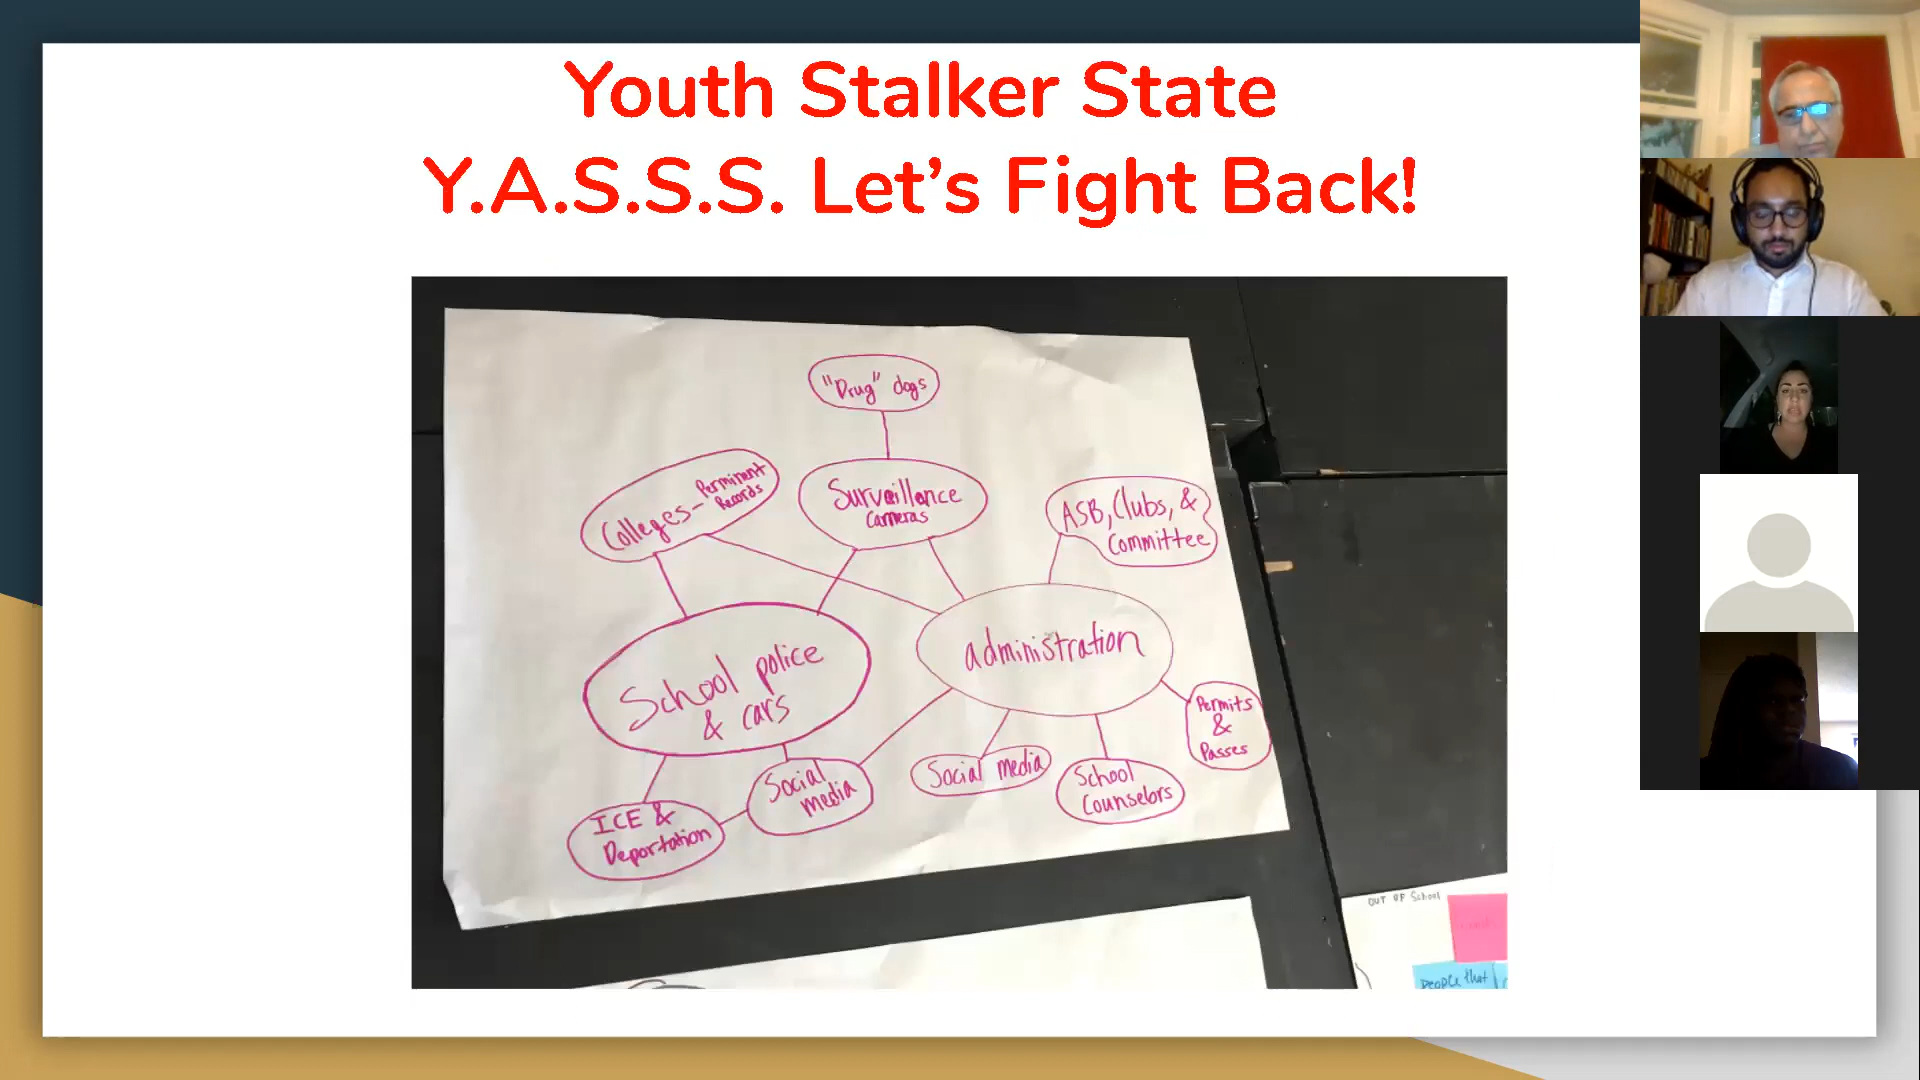 Youth Stalker State
Y.A.S.S.S. Let's Fight Back!
"Drug" dogs
Colleges - Perminent
Records
Surveillance
Cameras
ASB, Clubs, &
Committee
School police
& cars
administration
Permits
&
Passes
Social media
School
Counselors
Social
media
ICE &
Deportation
OUT OF School
people that